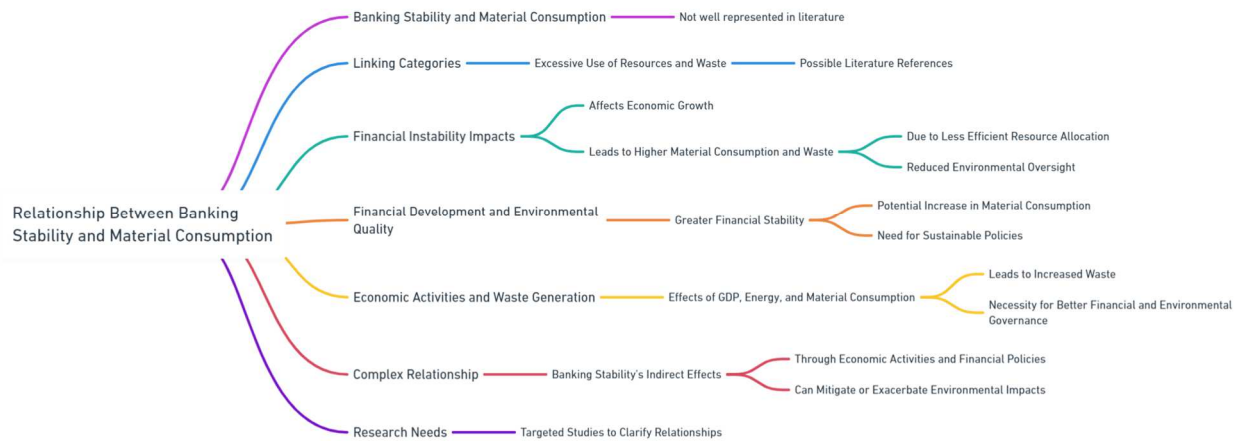 Banking Stability and Material Consumption
Not well represented in literature
Linking Categories
Excessive Use of Resources and Waste
Possible Literature References
Affects Economic Growth
Financial Instability Impacts
Leads to Higher Material Consumption and Waste
Due to Less Efficient Resource Allocation
Reduced Environmental Oversight
Relationship Between Banking
Stability and Material Consumption
Financial Development and Environmental
Quality
Greater Financial Stability
Potential Increase in Material Consumption
Need for Sustainable Policies
Economic Activities and Waste Generation
Effects of GDP, Energy, and Material Consumption
Leads to Increased Waste
Necessity for Better Financial and Environmental
Governance
Complex Relationship
Banking Stability's Indirect Effects
Through Economic Activities and Financial Policies
Can Mitigate or Exacerbate Environmental Impacts
Research Needs
Targeted Studies to Clarify Relationships